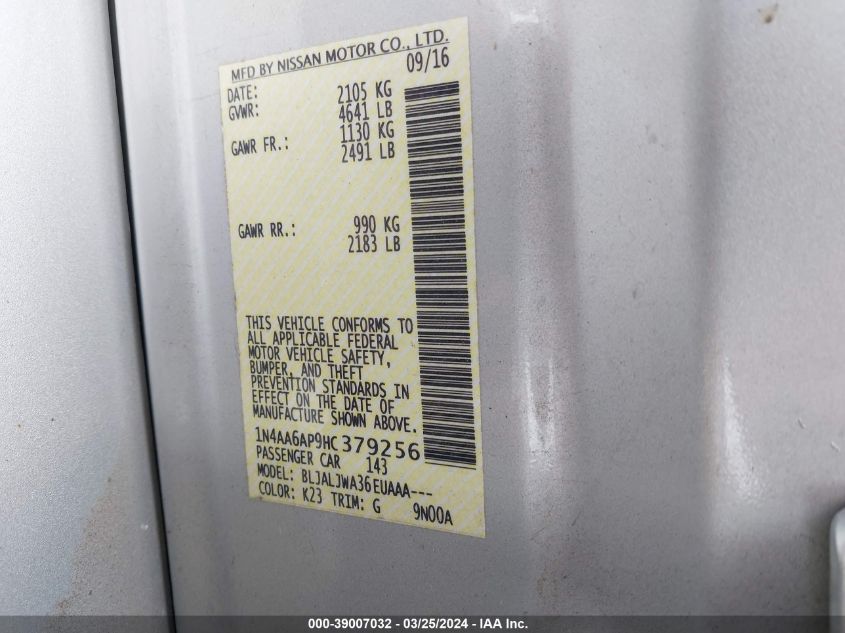 MFD BY NISSAN MOTOR CO., LTD.
DATE: 09/16
GVWR: 2105 KG
4641 LB
GAWR FR.: 1130 KG
2491 LB
GAWR RR.: 990 KG
2183 LB
THIS VEHICLE CONFORMS TO
ALL APPLICABLE FEDERAL
MOTOR VEHICLE SAFETY,
BUMPER, AND THEFT
PREVENTION STANDARDS IN
EFFECT ON THE DATE OF
MANUFACTURE SHOWN ABOVE.
1N4AA6AP9HC379256
PASSENGER CAR 143
MODEL: BLJALJWA36EUAAA---
COLOR: K23 TRIM: G 9N00A
000-39007032 - 03/25/2024 - IAA Inc.